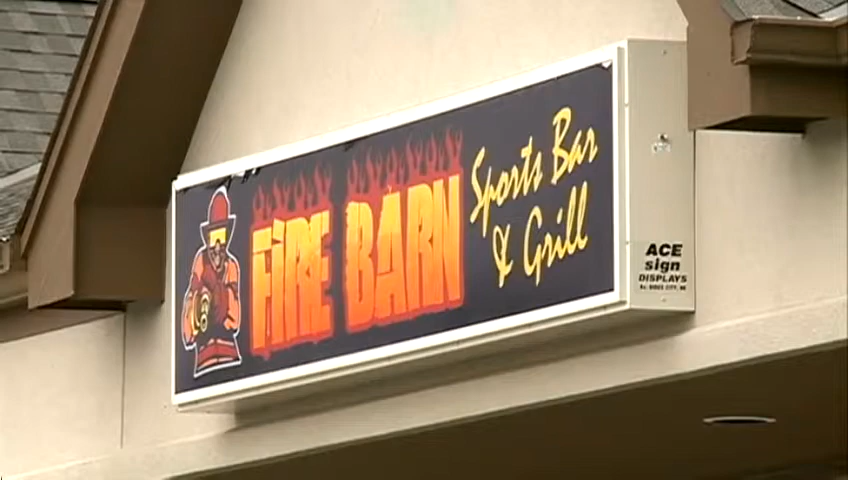 FIRE BARN
Sports Bar
& Grill
ACE
sign
DISPLAYS